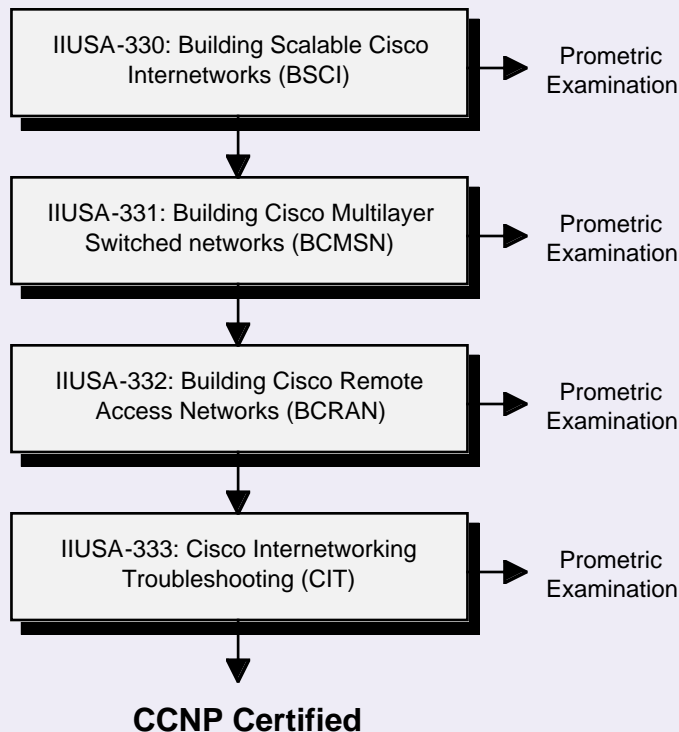 IIUSA-330: Building Scalable Cisco
Internetworks (BSCI)
Prometric
Examination
IIUSA-331: Building Cisco Multilayer
Switched networks (BCMSN)
Prometric
Examination
IIUSA-332: Building Cisco Remote
Access Networks (BCRAN)
Prometric
Examination
IIUSA-333: Cisco Internetworking
Troubleshooting (CIT)
Prometric
Examination
CCNP Certified